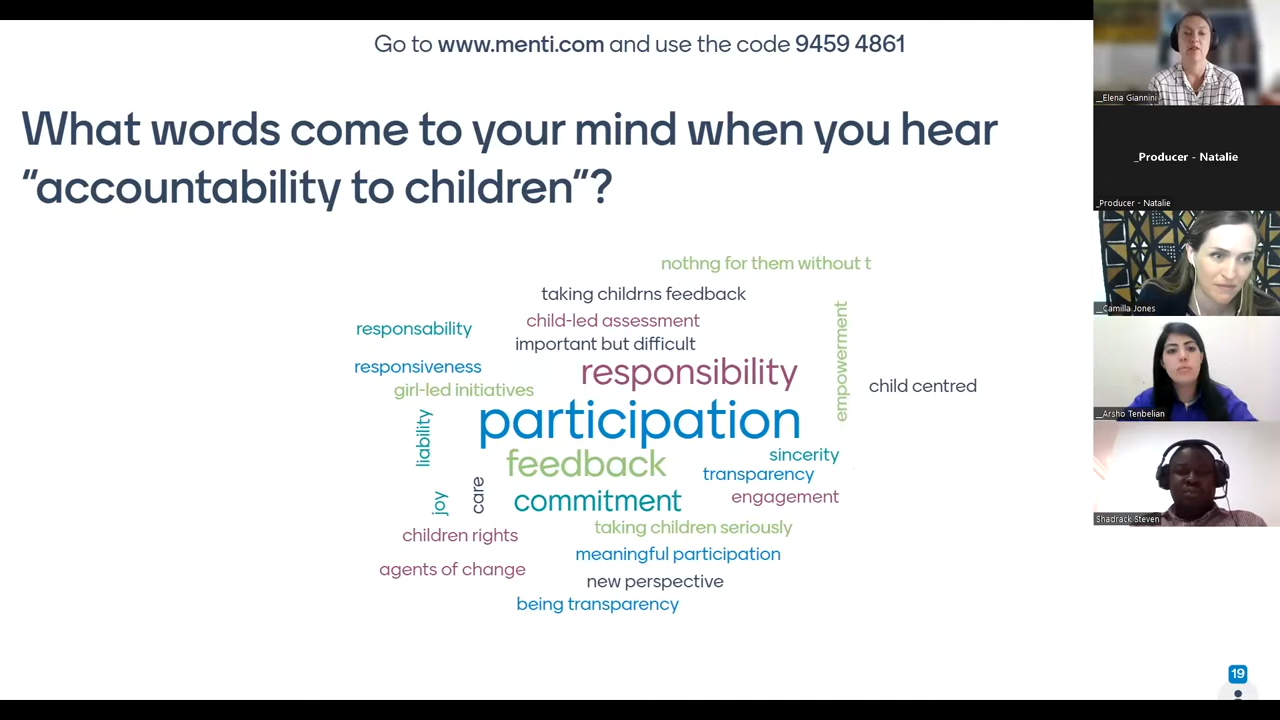 Go to www.menti.com and use the code 9459 4861
What words come to your mind when you hear
“accountability to children”?
nothng for them without t
taking childrns feedback
child-led assessment
responsability
important but difficult
responsiveness
responsibility
empowerment
child centred
girl-led initiatives
participation
liability
sincerity
feedback
transparency
care
joy
commitment
engagement
taking children seriously
children rights
meaningful participation
agents of change
new perspective
being transparency
19
__Elena Giannini
_Producer - Natalie
_Producer - Natalie
__Camilla Jones
__Arsho Tenbelian
Shadrack Steven